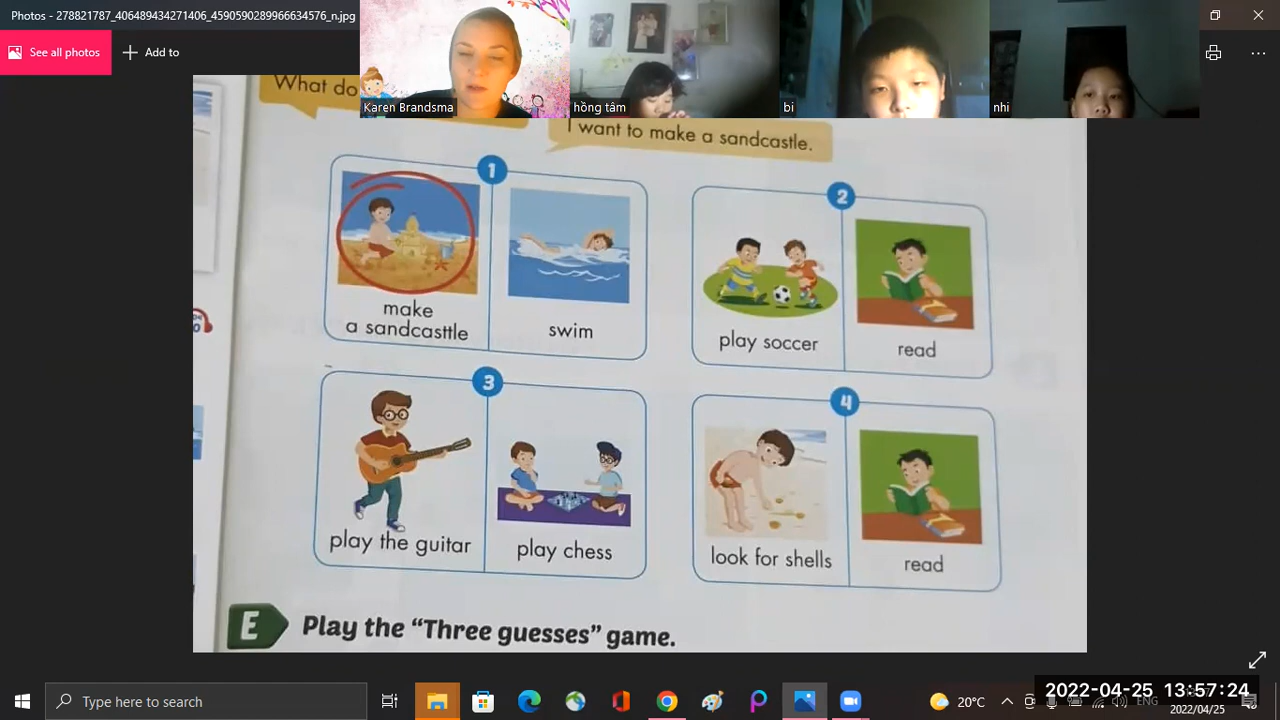 Photos - 278821787_406489434271406_4590590289966634576_n.jpg
See all photos
Add to
Karen Brandsma
hồng tâm
bi
nhi
What do
I want to make a sandcastle.
1
make
a sandcasttle
swim
2
play soccer
read
3
play the guitar
play chess
4
look for shells
read
E
Play the “Three guesses” game.
Type here to search
20°C
ENG
2022-04-25 13:57:24
2022/04/25